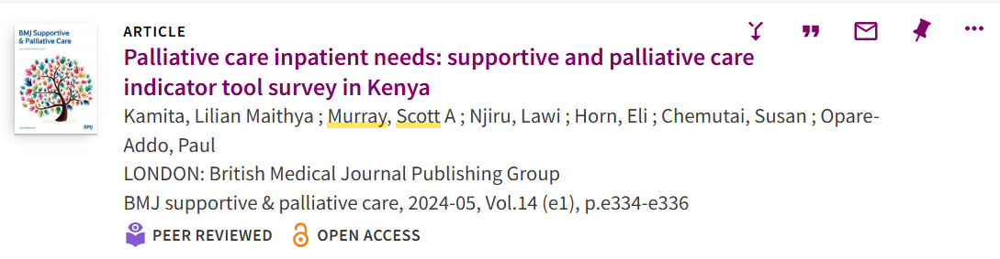 BMJ Supportive
& Palliative Care
ARTICLE
Palliative care inpatient needs: supportive and palliative care
indicator tool survey in Kenya
Kamita, Lilian Maithya ; Murray, Scott A ; Njiru, Lawi ; Horn, Eli ; Chemutai, Susan ; Opare-
Addo, Paul
LONDON: British Medical Journal Publishing Group
BMJ supportive & palliative care, 2024-05, Vol.14 (e1), p.e334-e336
PEER REVIEWED OPEN ACCESS
BMJ